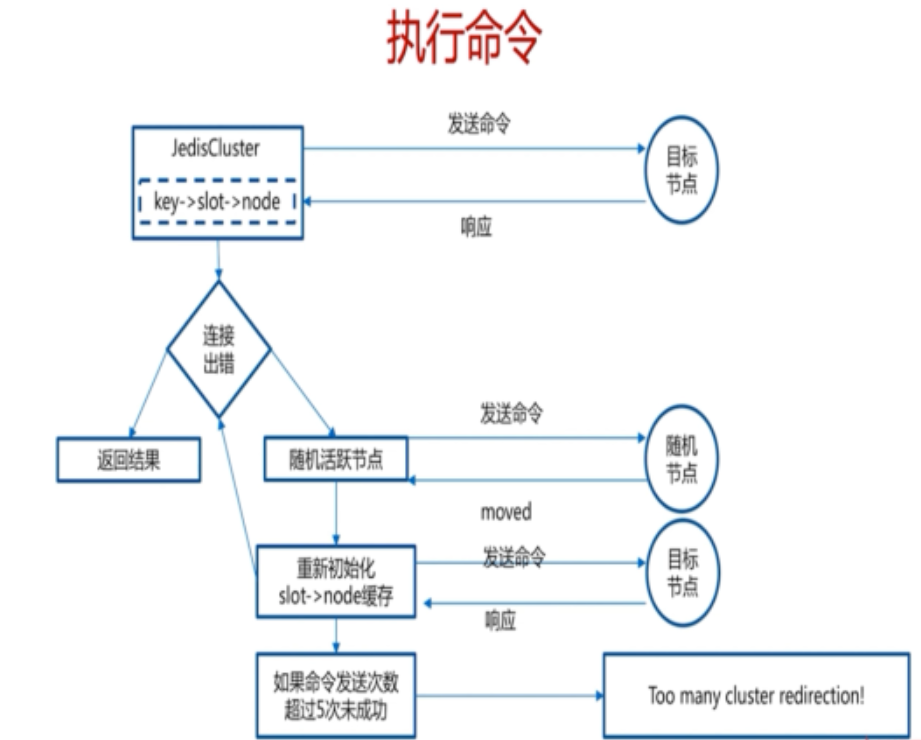 执行命令
发送命令
JedisCluster
目标
节点
key->slot->node
响应
连接
出错
发送命令
返回结果
随机活跃节点
随机
节点
moved
重新初始化
slot->node缓存
发送命令
目标
节点
响应
如果命令发送次数
超过5次未成功
Too many cluster redirection!